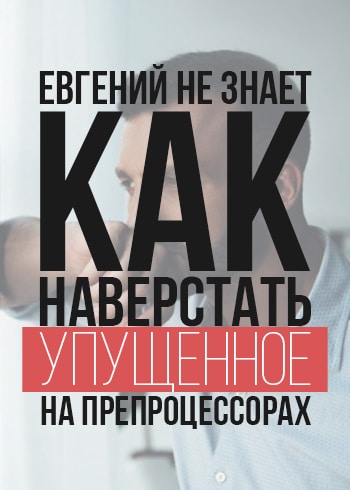 ЕВГЕНИЙ НЕ ЗНАЕТ
КАК
НАВЕРСТАТЬ
УПУЩЕННОЕ
НА ПРЕПРОЦЕССОРАХ